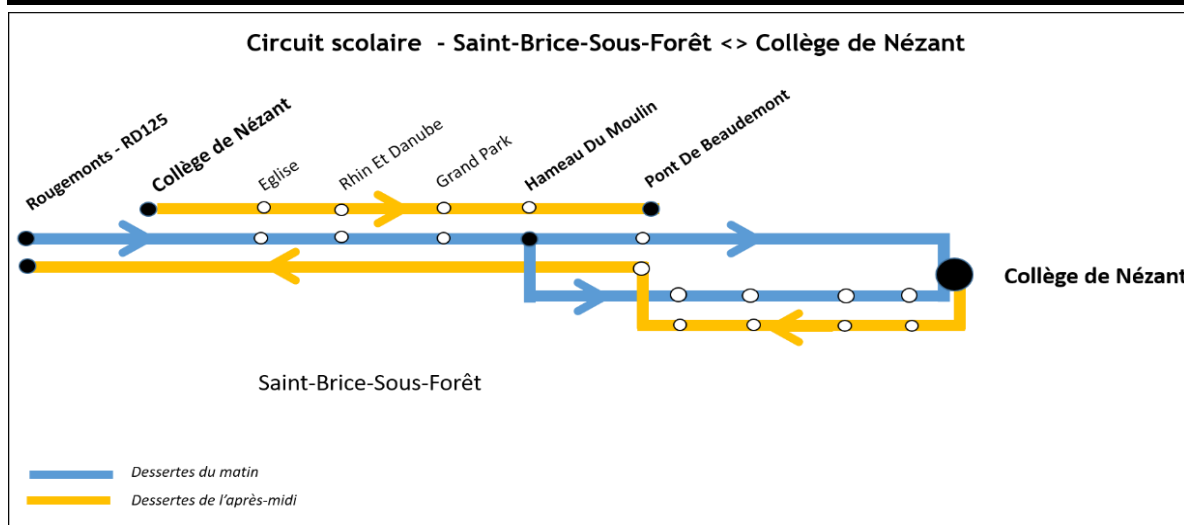 Circuit scolaire - Saint-Brice-Sous-Forêt <> Collège de Nézant
Rougemonts - RD125
Collège de Nézant
Eglise
Rhin Et Danube
Grand Park
Hameau Du Moulin
Pont De Beaudemont
Collège de Nézant
Saint-Brice-Sous-Forêt
Dessertes du matin
Dessertes de l'après-midi